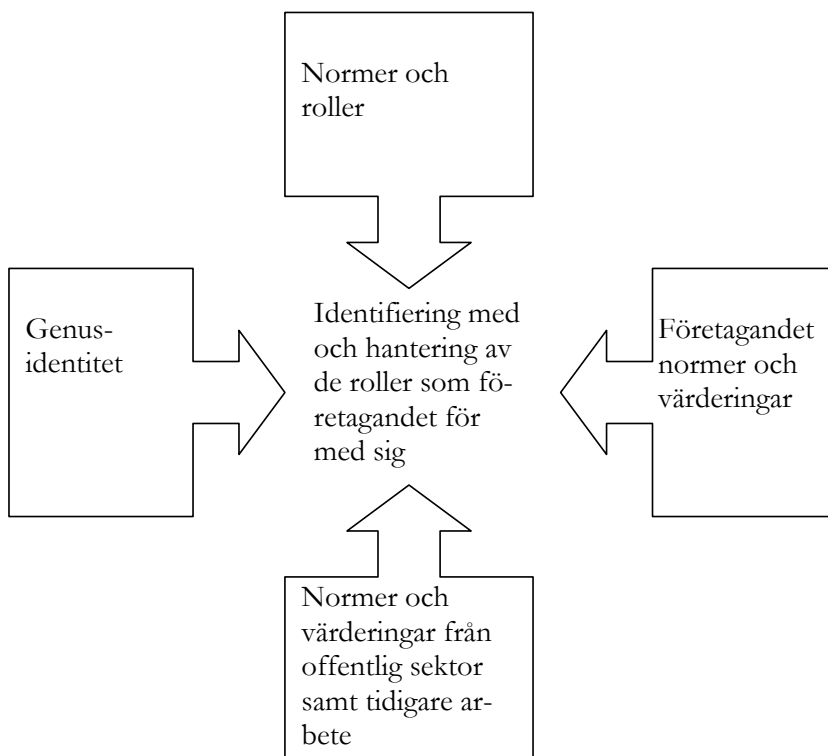 Normer och
roller
Genus-
identitet
Identifiering med
och hantering av
de roller som fö-
retagandet för
med sig
Företagandet
normer och
värderingar
Normer och
värderingar från
offentlig sektor
samt tidigare ar-
bete